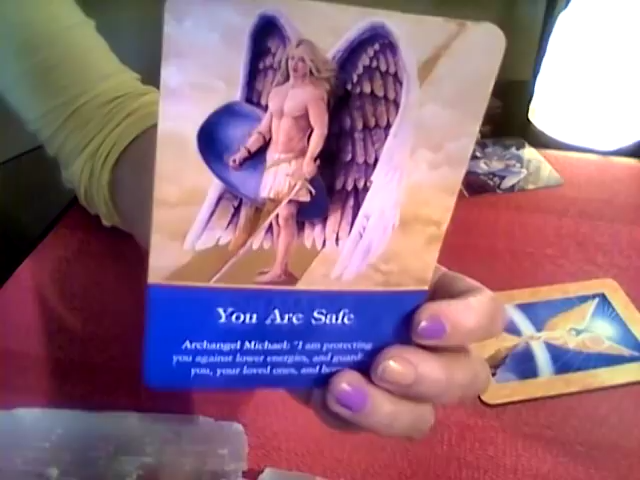 You Are Safe
Archangel Michael: "I am protecting
you against lower energies, and guard
you, your loved ones, and